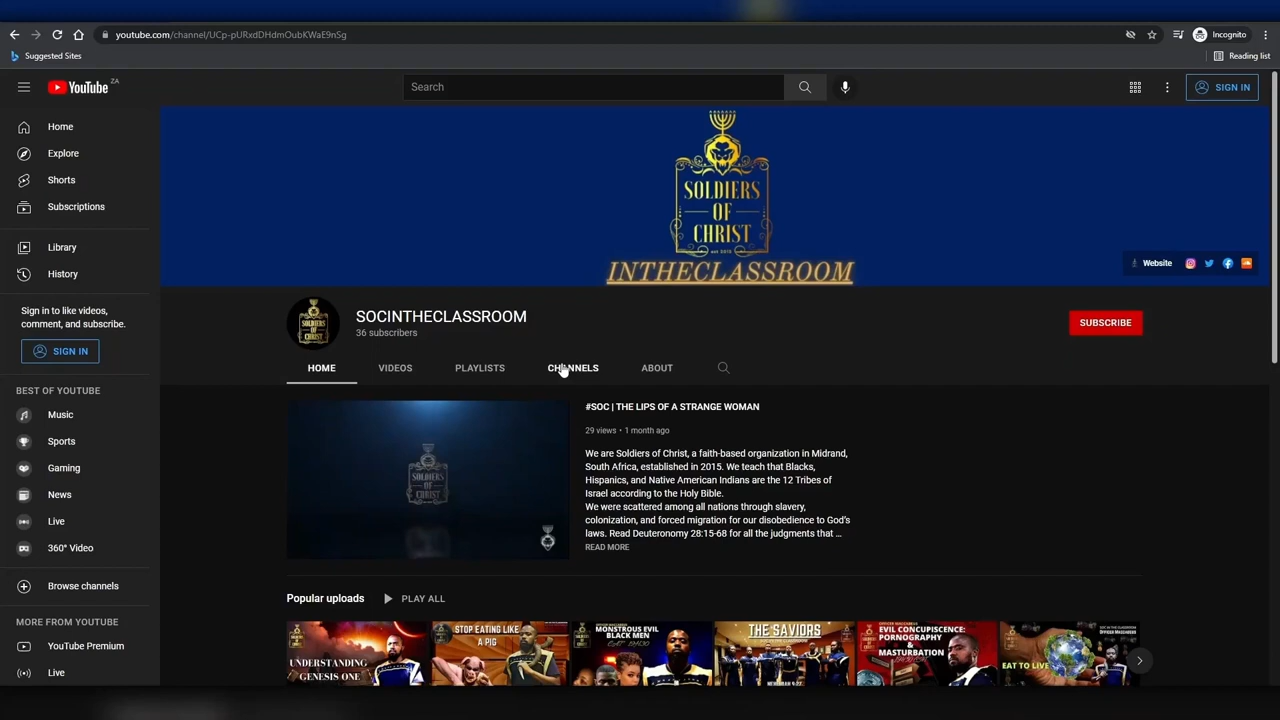 youtube.com/channel/UCp-pURxdDHdmOubKWaE9nSg
Incognito
Suggested Sites
Reading list
YouTube ZA
Search
SIGN IN
Home
Explore
Shorts
Subscriptions
Library
History
Sign in to like videos,
comment, and subscribe.
SIGN IN
BEST OF YOUTUBE
Music
Sports
Gaming
News
Live
360° Video
Browse channels
MORE FROM YOUTUBE
YouTube Premium
Live
SOLDIERS
OF
CHRIST
INTHECLASSROOM
Website
SOLDIERS
OF
CHRIST
SOCINTHECLASSROOM
36 subscribers
SUBSCRIBE
HOME
VIDEOS
PLAYLISTS
CHANNELS
ABOUT
SOLDIERS
OF
CHRIST
#SOC | THE LIPS OF A STRANGE WOMAN
29 views • 1 month ago
We are Soldiers of Christ, a faith-based organization in Midrand,
South Africa, established in 2015. We teach that Blacks,
Hispanics, and Native American Indians are the 12 Tribes of
Israel according to the Holy Bible.
We were scattered among all nations through slavery,
colonization, and forced migration for our disobedience to God's
laws. Read Deuteronomy 28:15-68 for all the judgments that ...
READ MORE
Popular uploads
PLAY ALL
UNDERSTANDING
GENESIS ONE
STOP EATING LIKE
A PIG
MONSTROUS EVIL
BLACK MEN
THE SAVIORS
EVIL CONCUPISCENCE:
PORNOGRAPHY &
MASTURBATION
EAT TO LIVE